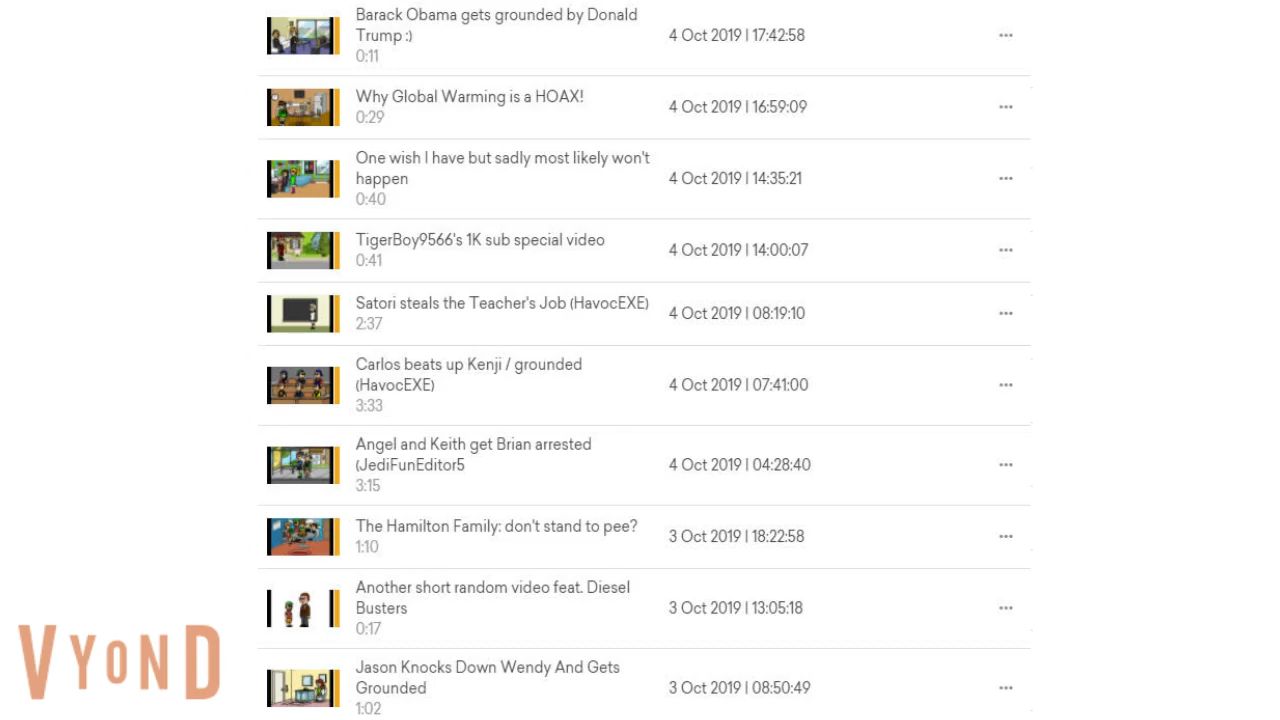 Barack Obama gets grounded by Donald
Trump :)
0:11
4 Oct 2019 | 17:42:58
Why Global Warming is a HOAX!
0:29
4 Oct 2019 | 16:59:09
One wish I have but sadly most likely won't
happen
0:40
4 Oct 2019 | 14:35:21
TigerBoy9566's 1K sub special video
0:41
4 Oct 2019 | 14:00:07
Satori steals the Teacher's Job (HavocEXE)
2:37
4 Oct 2019 | 08:19:10
Carlos beats up Kenji / grounded
(HavocEXE)
3:33
4 Oct 2019 | 07:41:00
Angel and Keith get Brian arrested
(JediFunEditor5
3:15
4 Oct 2019 | 04:28:40
The Hamilton Family: don't stand to pee?
1:10
3 Oct 2019 | 18:22:58
Another short random video feat. Diesel
Busters
0:17
3 Oct 2019 | 13:05:18
Jason Knocks Down Wendy And Gets
Grounded
1:02
3 Oct 2019 | 08:50:49
VYOND